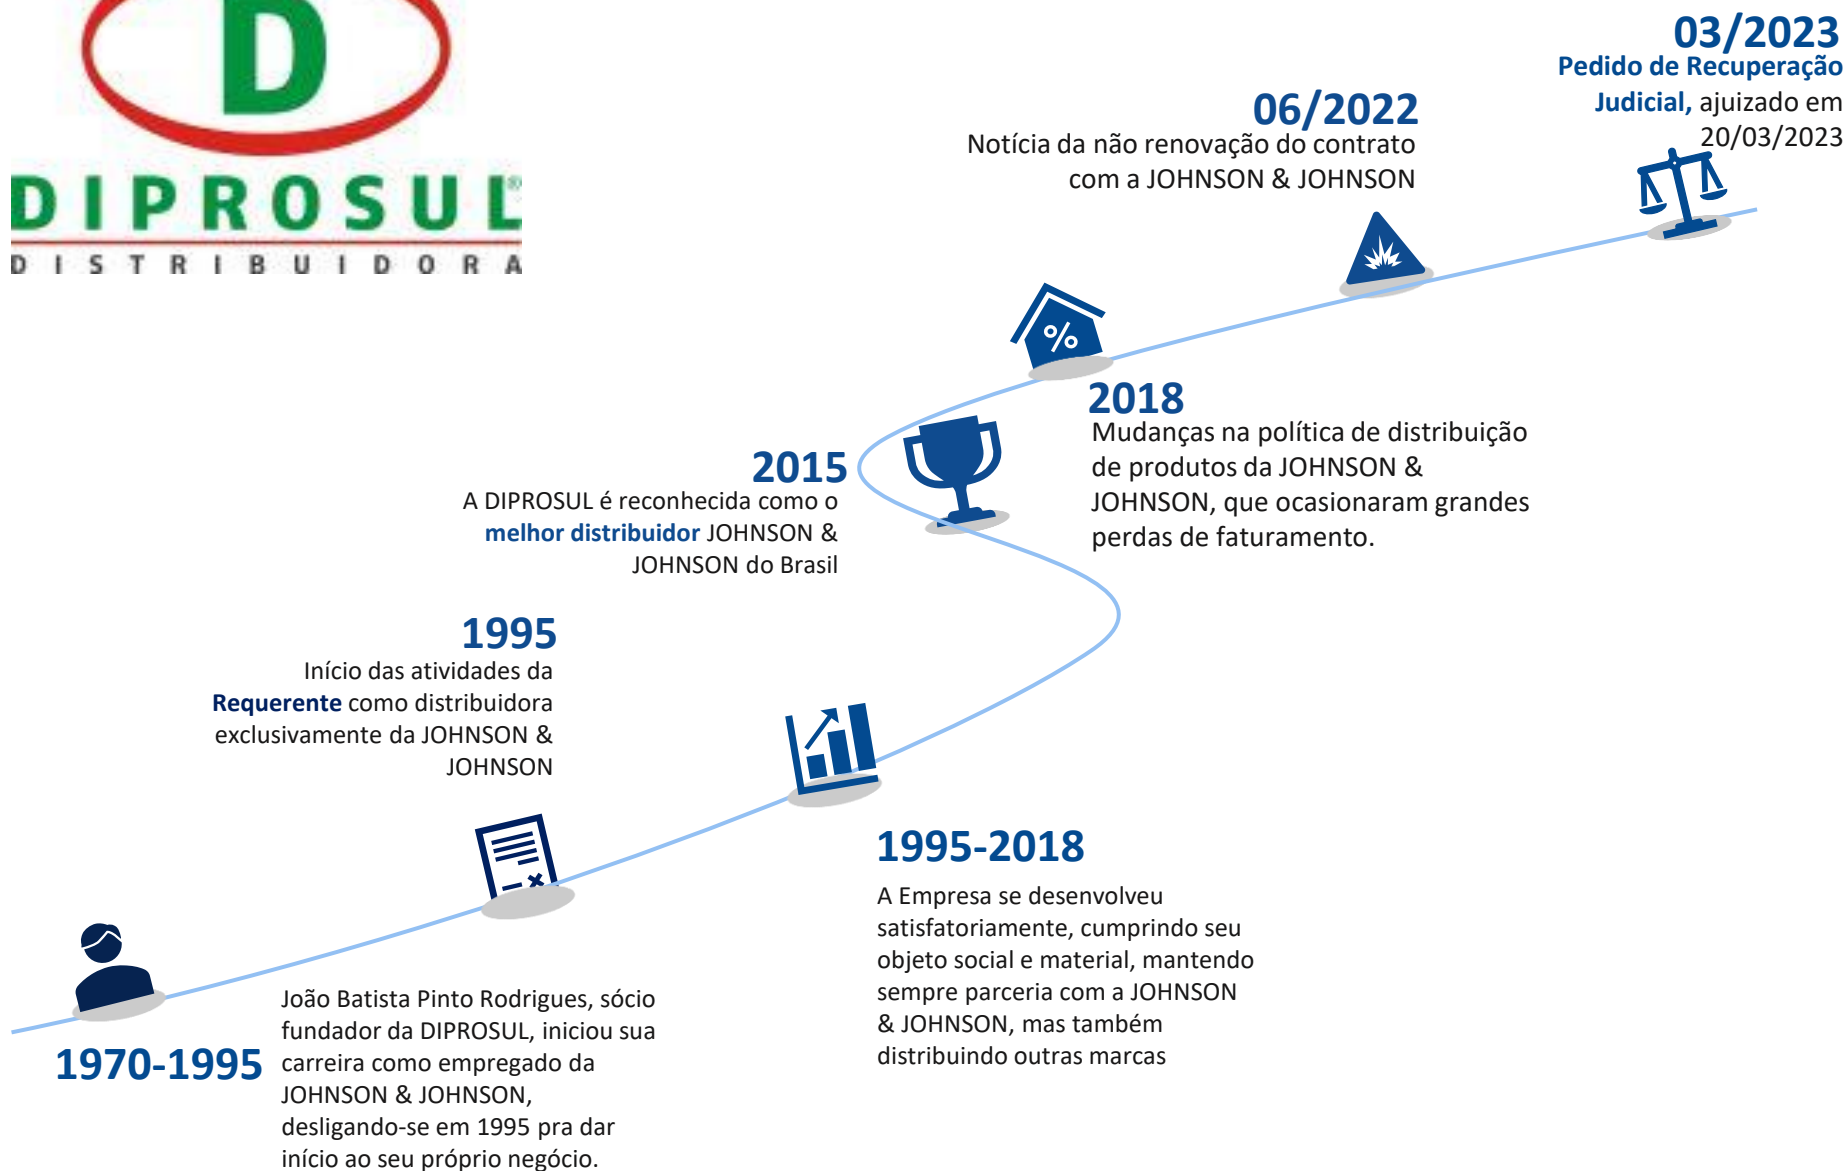 D
DIPROSUL®
DISTRIBUIDORA
03/2023
Pedido de Recuperação
Judicial, ajuizado em
20/03/2023
06/2022
Notícia da não renovação do contrato
com a JOHNSON & JOHNSON
%
2018
Mudanças na política de distribuição
de produtos da JOHNSON &
JOHNSON, que ocasionaram grandes
perdas de faturamento.
2015
A DIPROSUL é reconhecida como o
melhor distribuidor JOHNSON &
JOHNSON do Brasil
1995
Início das atividades da
Requerente como distribuidora
exclusivamente da JOHNSON &
JOHNSON
1995-2018
A Empresa se desenvolveu
satisfatoriamente, cumprindo seu
objeto social e material, mantendo
sempre parceria com a JOHNSON
& JOHNSON, mas também
distribuindo outras marcas
1970-1995
João Batista Pinto Rodrigues, sócio
fundador da DIPROSUL, iniciou sua
carreira como empregado da
JOHNSON & JOHNSON,
desligando-se em 1995 pra dar
início ao seu próprio negócio.